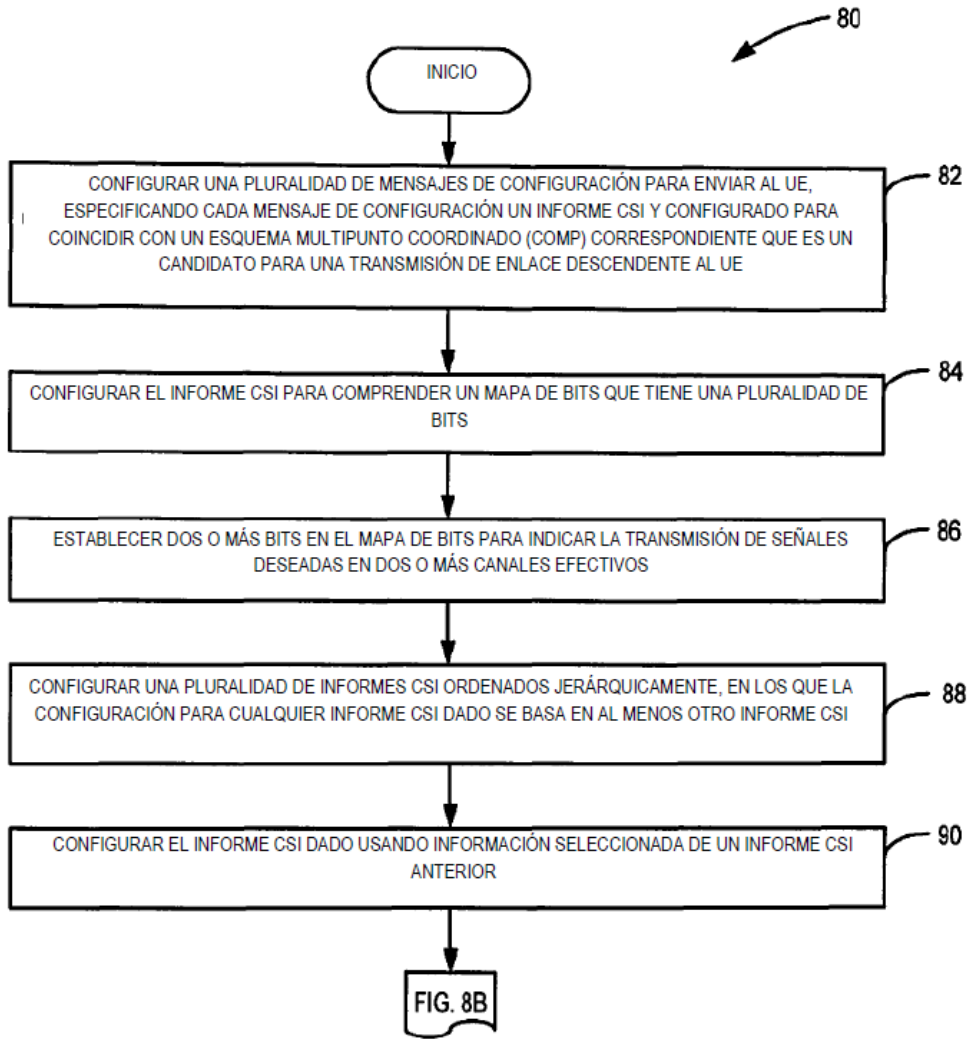 80
INICIO
82
CONFIGURAR UNA PLURALIDAD DE MENSAJES DE CONFIGURACIÓN PARA ENVIAR AL UE,
ESPECIFICANDO CADA MENSAJE DE CONFIGURACIÓN UN INFORME CSI Y CONFIGURADO PARA
COINCIDIR CON UN ESQUEMA MULTIPUNTO COORDINADO (COMP) CORRESPONDIENTE QUE ES UN
CANDIDATO PARA UNA TRANSMISIÓN DE ENLACE DESCENDENTE AL UE
84
CONFIGURAR EL INFORME CSI PARA COMPRENDER UN MAPA DE BITS QUE TIENE UNA PLURALIDAD DE
BITS
86
ESTABLECER DOS O MÁS BITS EN EL MAPA DE BITS PARA INDICAR LA TRANSMISIÓN DE SEÑALES
DESEADAS EN DOS O MÁS CANALES EFECTIVOS
88
CONFIGURAR UNA PLURALIDAD DE INFORMES CSI ORDENADOS JERÁRQUICAMENTE, EN LOS QUE LA
CONFIGURACIÓN PARA CUALQUIER INFORME CSI DADO SE BASA EN AL MENOS OTRO INFORME CSI
90
CONFIGURAR EL INFORME CSI DADO USANDO INFORMACIÓN SELECCIONADA DE UN INFORME CSI
ANTERIOR
FIG. 8B